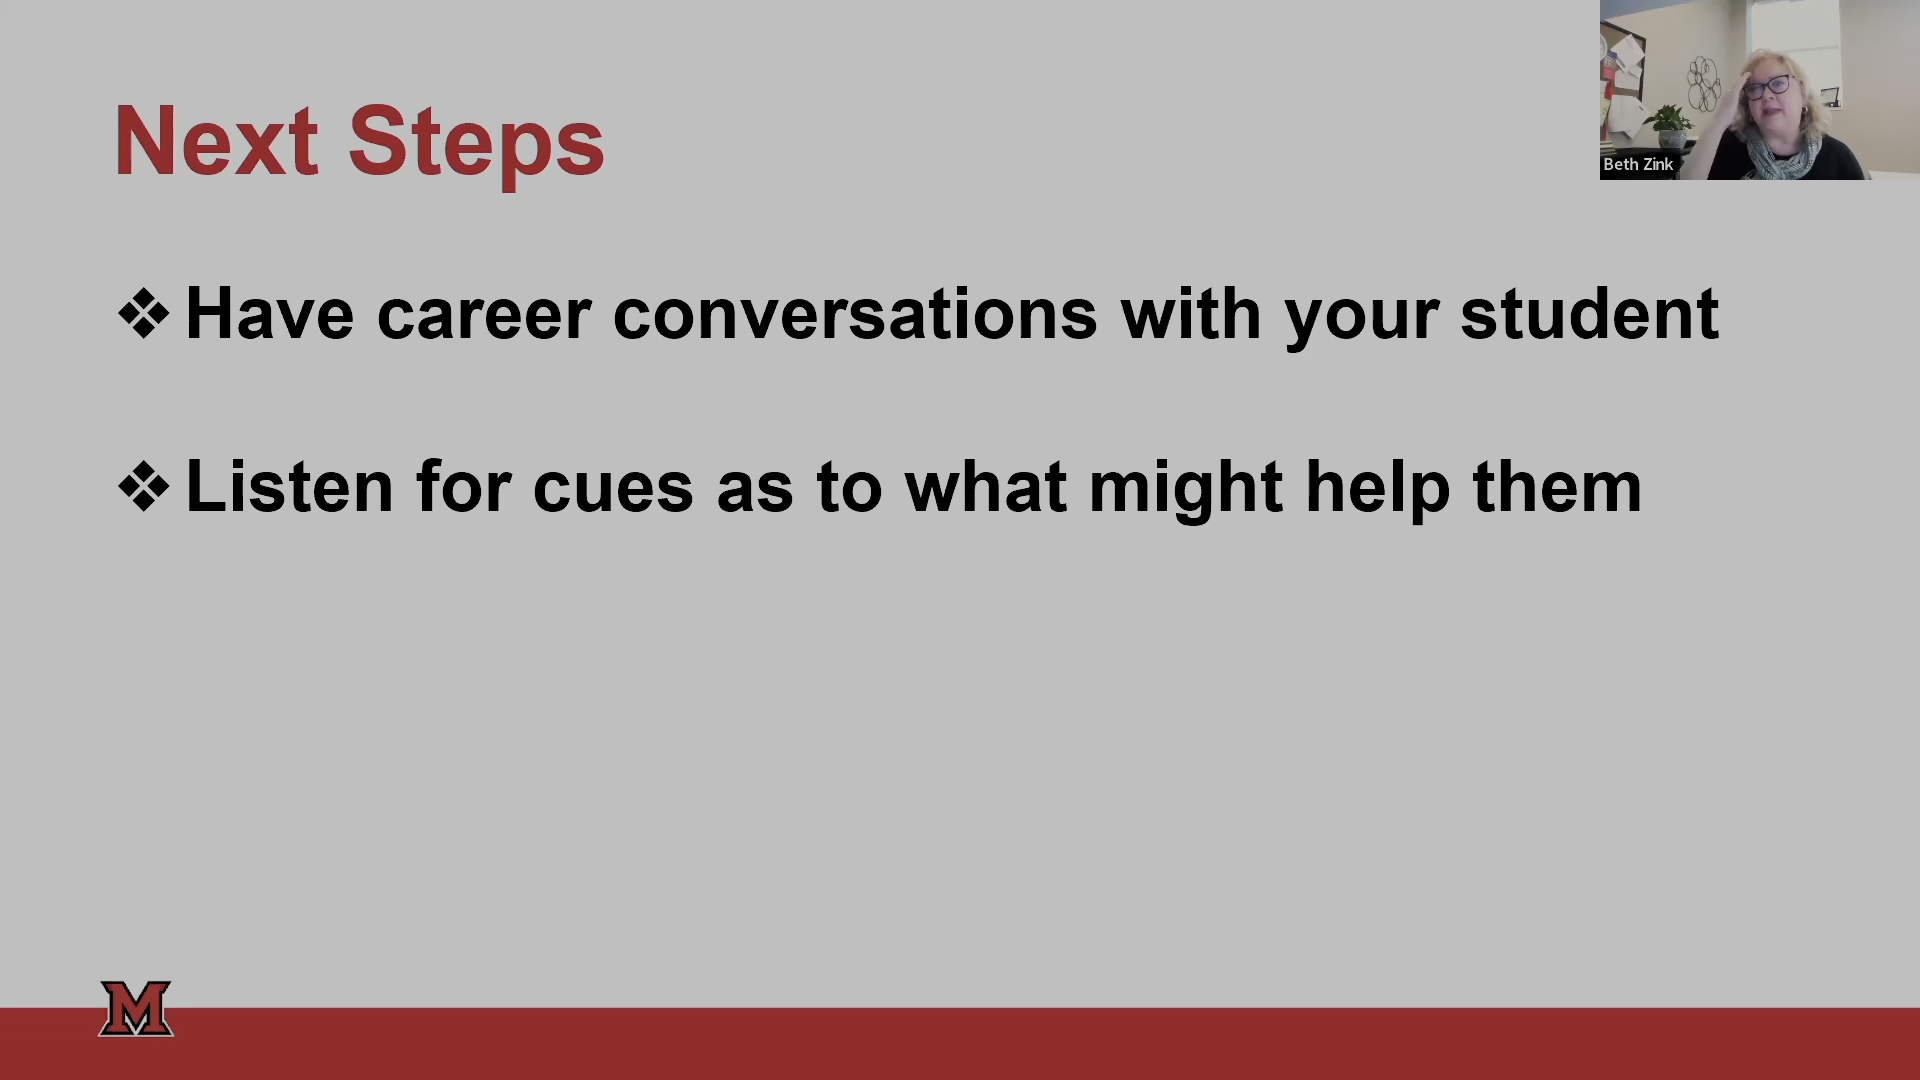 Next Steps
Beth Zink
❖ Have career conversations with your student
❖ Listen for cues as to what might help them
M